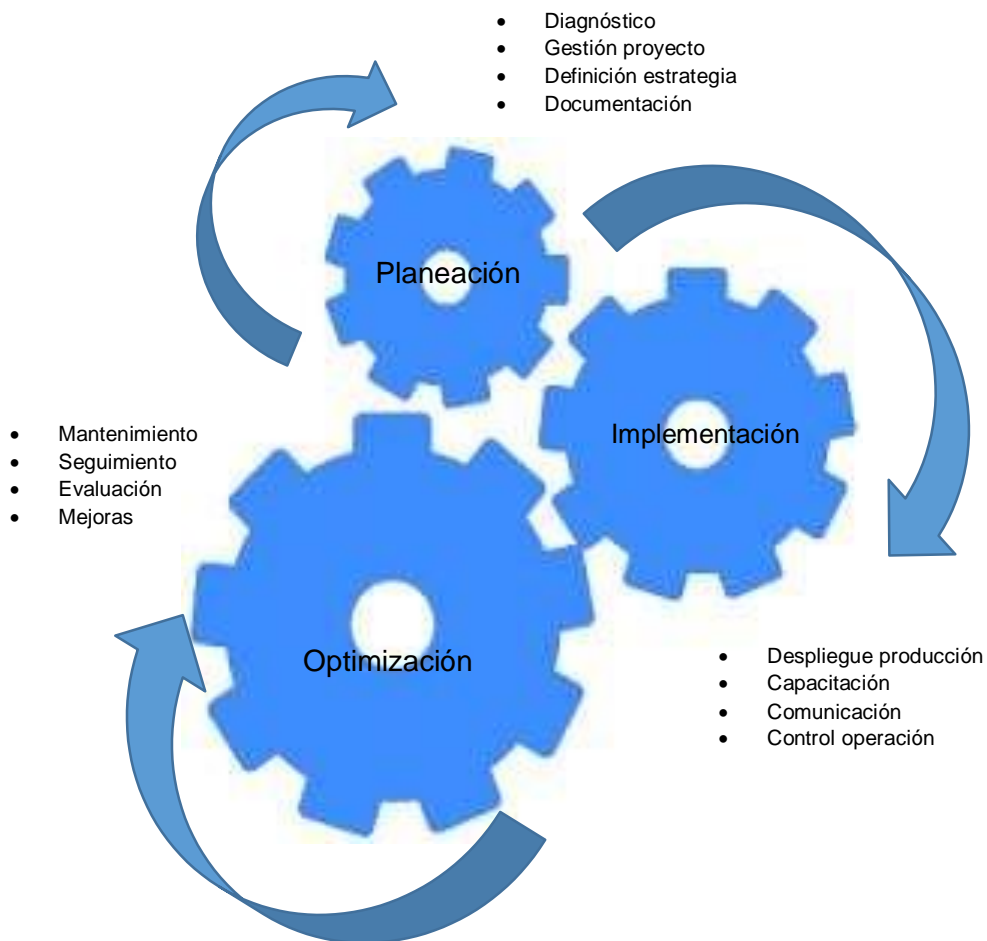 • Diagnóstico
• Gestión proyecto
• Definición estrategia
• Documentación
Planeación
Implementación
• Mantenimiento
• Seguimiento
• Evaluación
• Mejoras
Optimización
• Despliegue producción
• Capacitación
• Comunicación
• Control operación